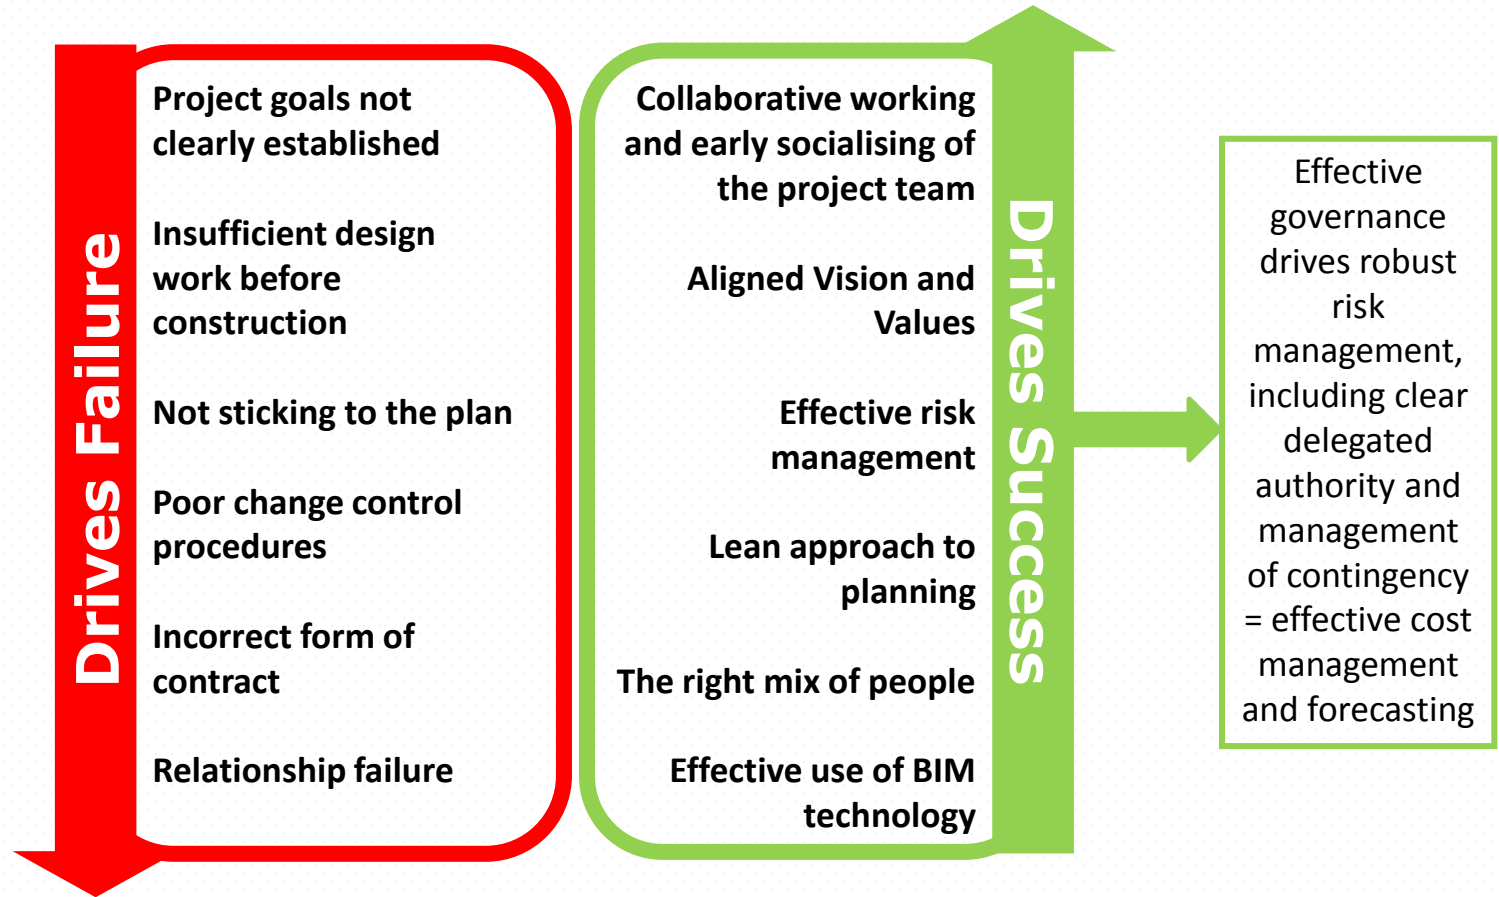 Drives Failure
Project goals not
clearly established
Insufficient design
work before
construction
Not sticking to the plan
Poor change control
procedures
Incorrect form of
contract
Relationship failure
Collaborative working
and early socialising of
the project team
Aligned Vision and
Values
Effective risk
management
Lean approach to
planning
The right mix of people
Effective use of BIM
technology
Drives Success
Effective
governance
drives robust
risk
management,
including clear
delegated
authority and
management
of contingency
= effective cost
management
and forecasting